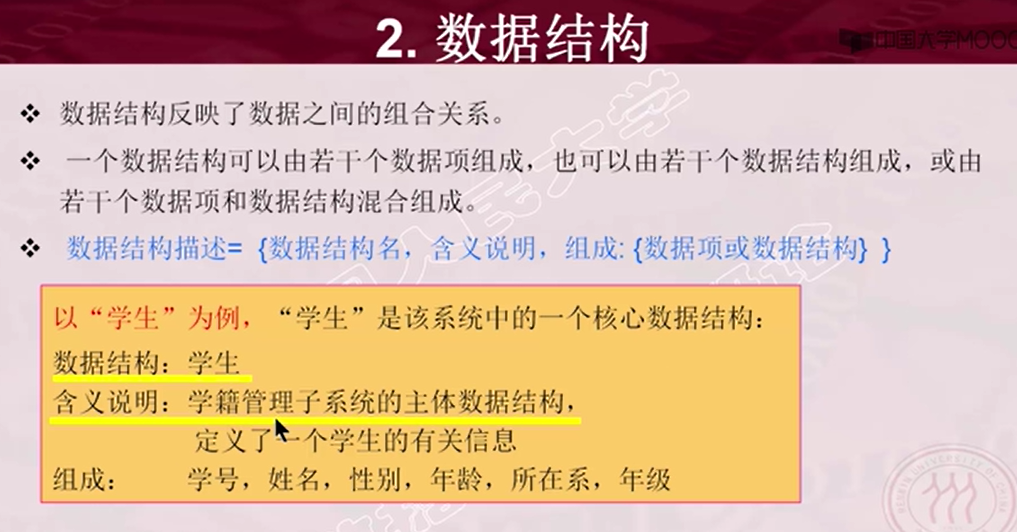 2. 数据结构
中国大学MOOC
❖ 数据结构反映了数据之间的组合关系。
❖ 一个数据结构可以由若干个数据项组成，也可以由若干个数据结构组成，或由
若干个数据项和数据结构混合组成。
❖ 数据结构描述= {数据结构名，含义说明，组成: {数据项或数据结构} }
以“学生”为例，“学生”是该系统中的一个核心数据结构：
数据结构：学生
含义说明：学籍管理子系统的主体数据结构，
定义了一个学生的有关信息
组成： 学号，姓名，性别，年龄，所在系，年级